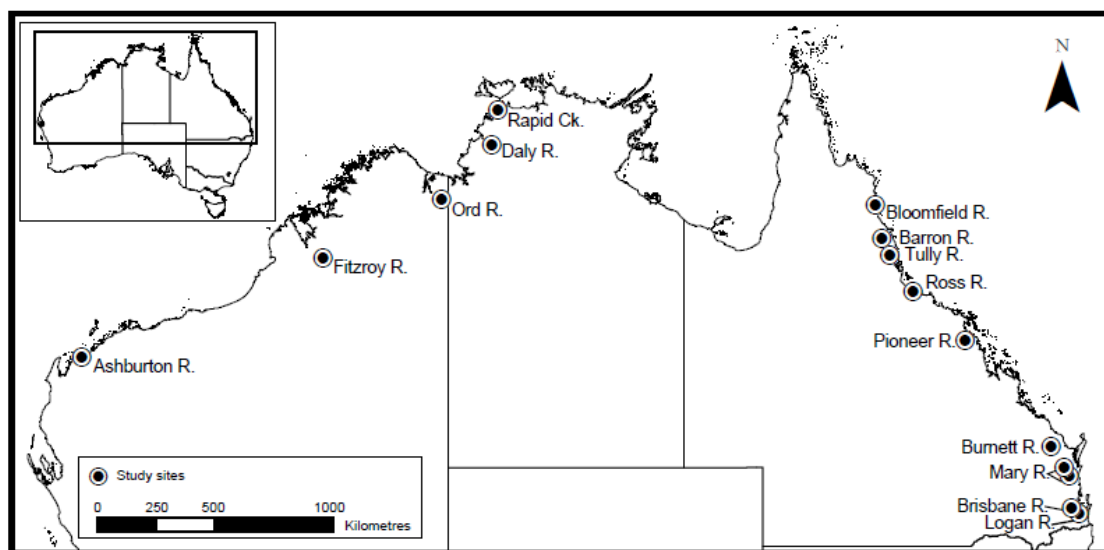 N
Rapid Ck.
Daly R.
Ord R.
Bloomfield R.
Barron R.
Tully R.
Fitzroy R.
Ross R.
Pioneer R.
Ashburton R.
Burnett R.
Mary R.
Brisbane R.
Logan R.
Study sites
0 250 500 1000
Kilometres